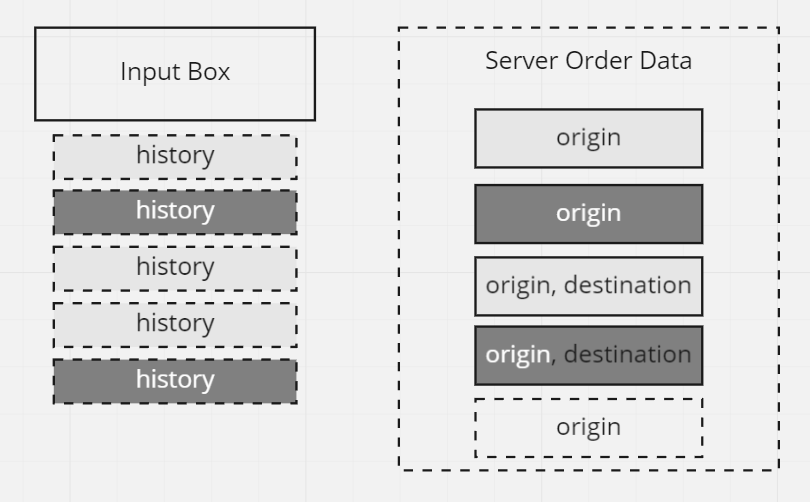 Input Box
history
history
history
history
history
Server Order Data
origin
origin
origin, destination
origin, destination
origin